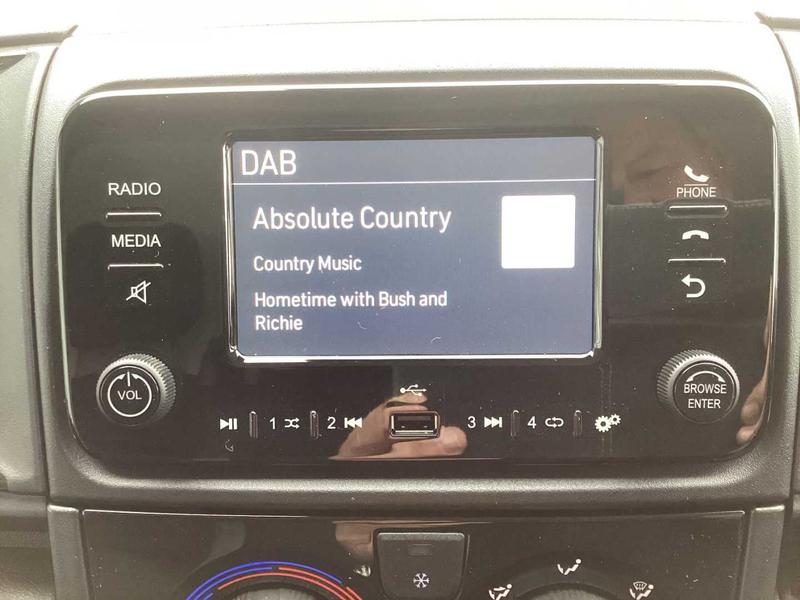 DAB
Absolute Country
Country Music
Hometime with Bush and
Richie
RADIO
MEDIA
VOL
PHONE
BROWSE
ENTER
1 2 3 4